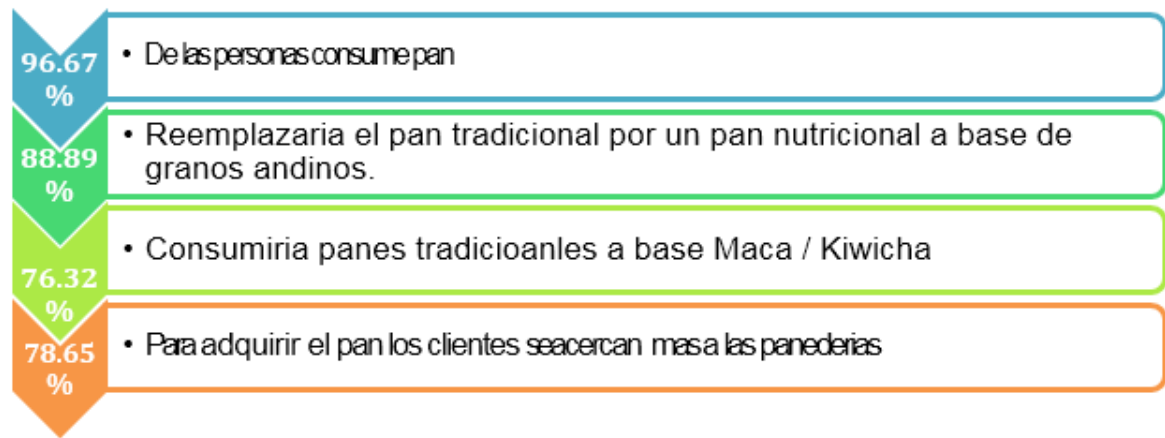 96.67
%
• De las personas consume pan
88.89
%
• Reemplazaria el pan tradicional por un pan nutricional a base de
granos andinos.
76.32
%
• Consumiria panes tradicioanles a base Maca / Kiwicha
78.65
%
• Para adquirir el pan los clientes se acercan mas a las panederias